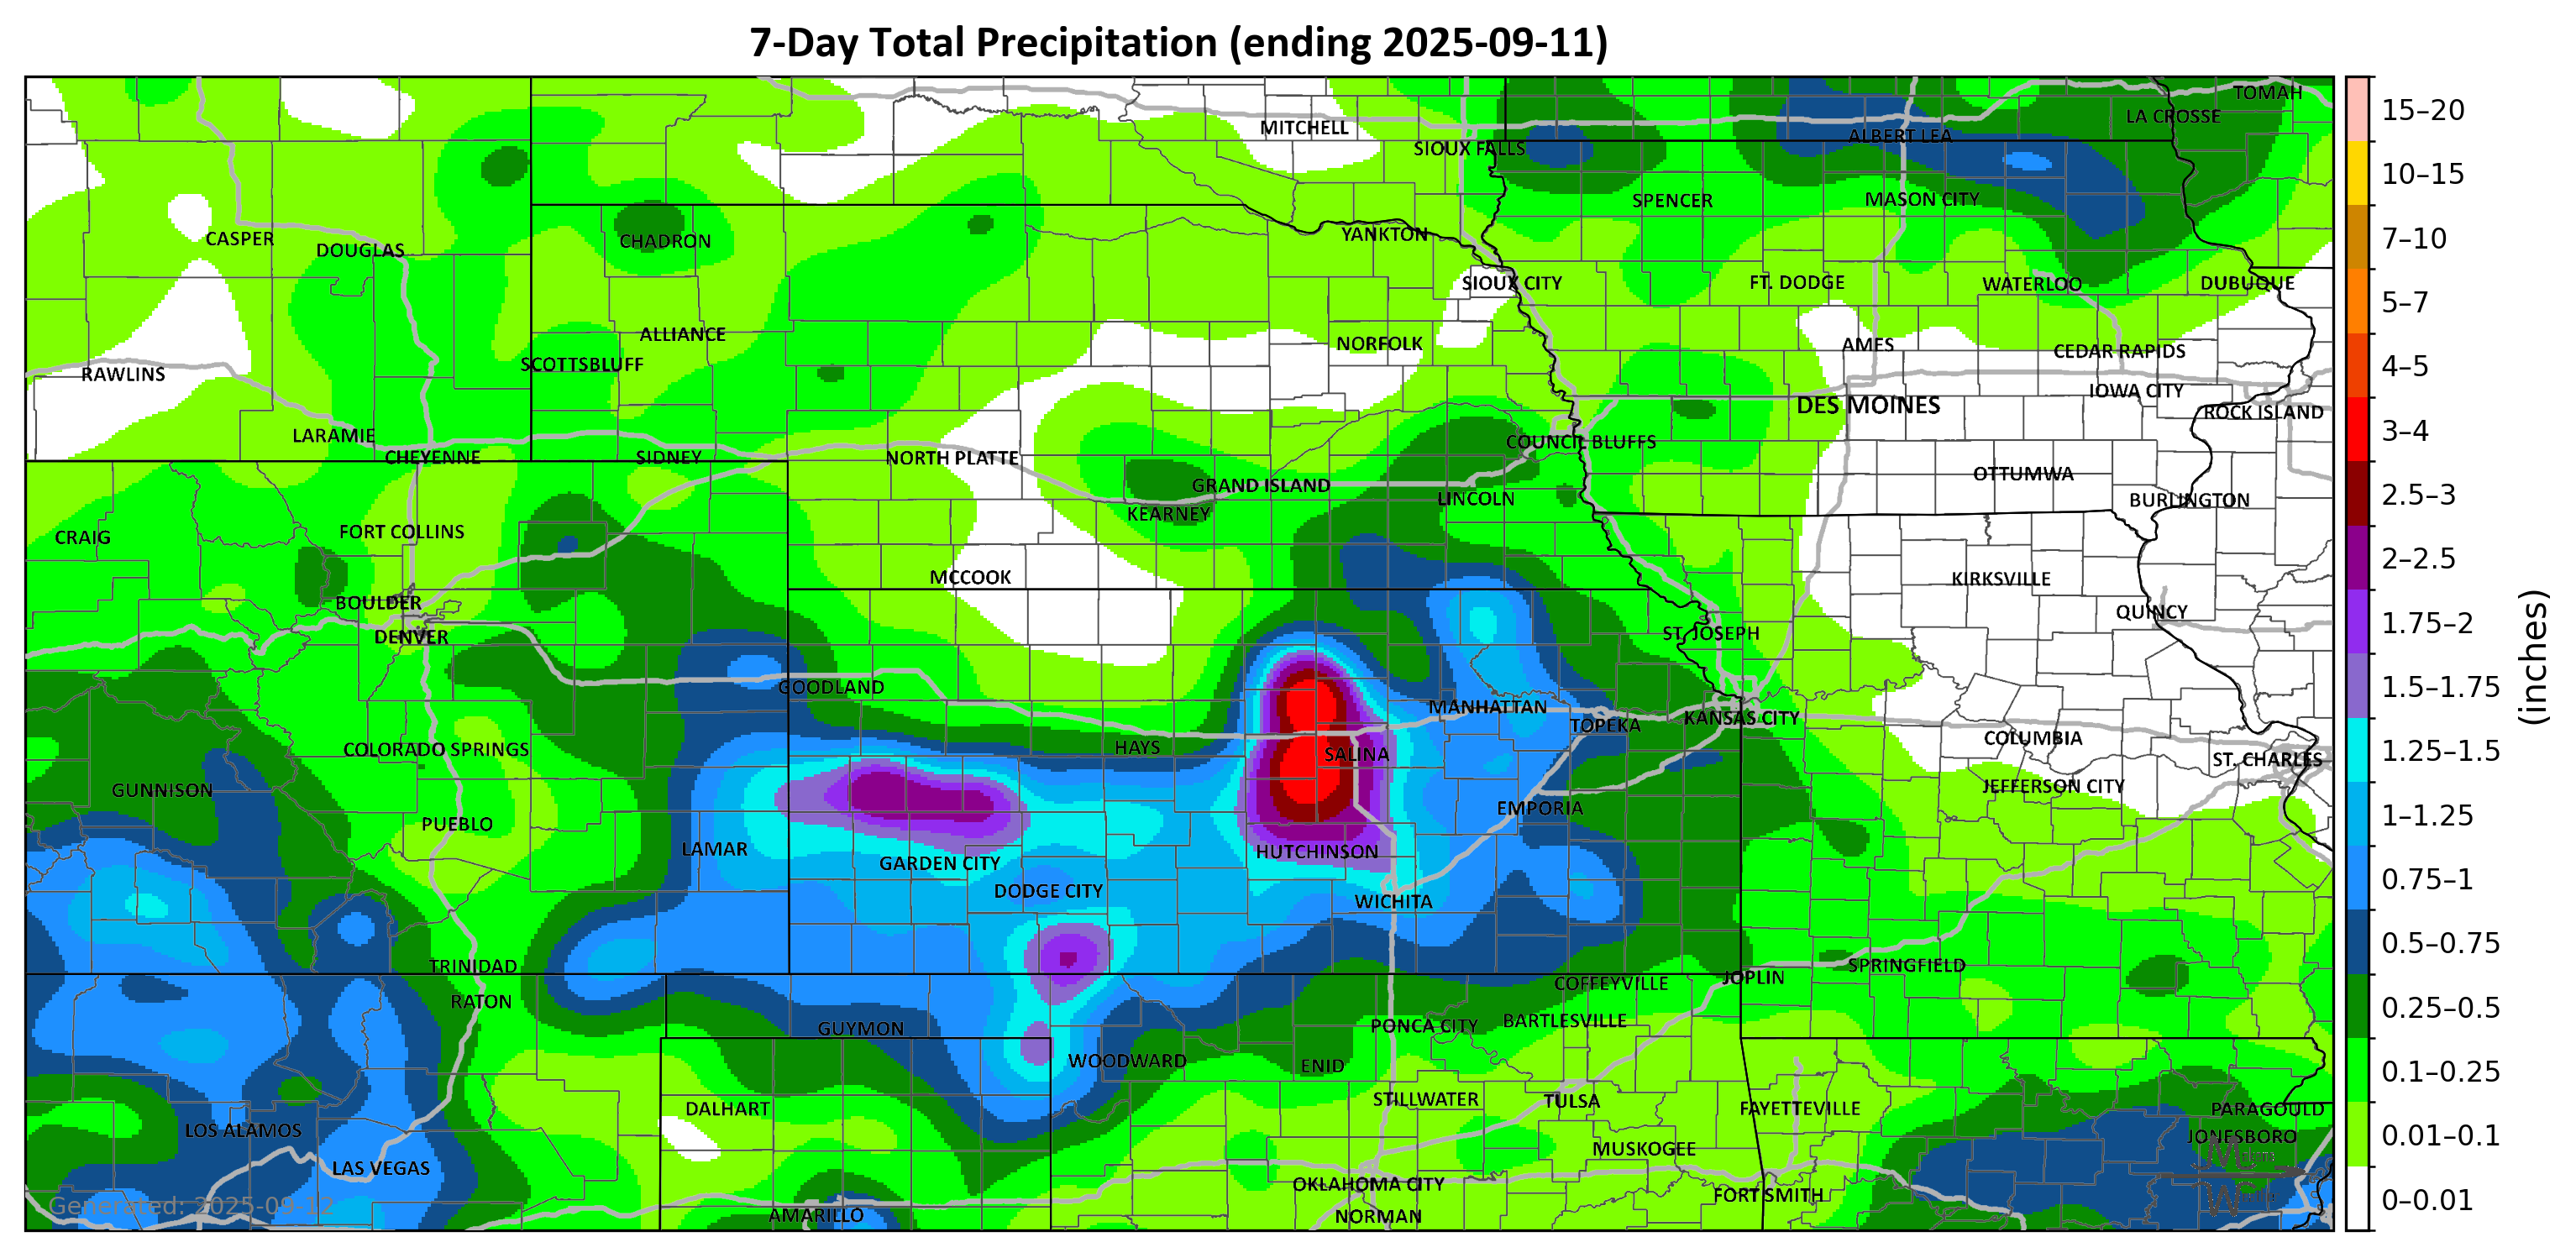 7-Day Total Precipitation (ending 2025-09-11)
TOMAH
LA CROSSE
MITCHELL
ALBERT LEA
SIOUX FALLS
SPENCER
MASON CITY
CASPER
DOUGLAS
CHADRON
YANKTON
SIOUX CITY
FT. DODGE
WATERLOO
DUBUQUE
ALLIANCE
NORFOLK
AMES
CEDAR RAPIDS
SCOTTSBLUFF
RAWLINS
IOWA CITY
DES MOINES
ROCK ISLAND
LARAMIE
COUNCIL BLUFFS
CHEYENNE
SIDNEY
NORTH PLATTE
OTTUMWA
GRAND ISLAND
LINCOLN
BURLINGTON
KEARNEY
CRAIG
FORT COLLINS
MCCOOK
KIRKSVILLE
BOULDER
QUINCY
DENVER
ST. JOSEPH
GOODLAND
MANHATTAN
TOPEKA
KANSAS CITY
COLUMBIA
COLORADO SPRINGS
HAYS
SALINA
ST. CHARLES
GUNNISON
JEFFERSON CITY
EMPORIA
PUEBLO
LAMAR
GARDEN CITY
HUTCHINSON
DODGE CITY
WICHITA
TRINIDAD
SPRINGFIELD
JOPLIN
COFFEYVILLE
RATON
GUYMON
PONCA CITY
BARTLESVILLE
WOODWARD
ENID
STILLWATER
TULSA
DALHART
FAYETTEVILLE
PARAGOULD
LOS ALAMOS
JONESBORO
MUSKOGEE
LAS VEGAS
OKLAHOMA CITY
FORT SMITH
AMARILLO
NORMAN
Generated: 2025-09-12
15–20
10–15
7–10
5–7
4–5
3–4
2.5–3
2–2.5
1.75–2
1.5–1.75
1.25–1.5
1–1.25
0.75–1
0.5–0.75
0.25–0.5
0.1–0.25
0.01–0.1
0–0.01
(inches)